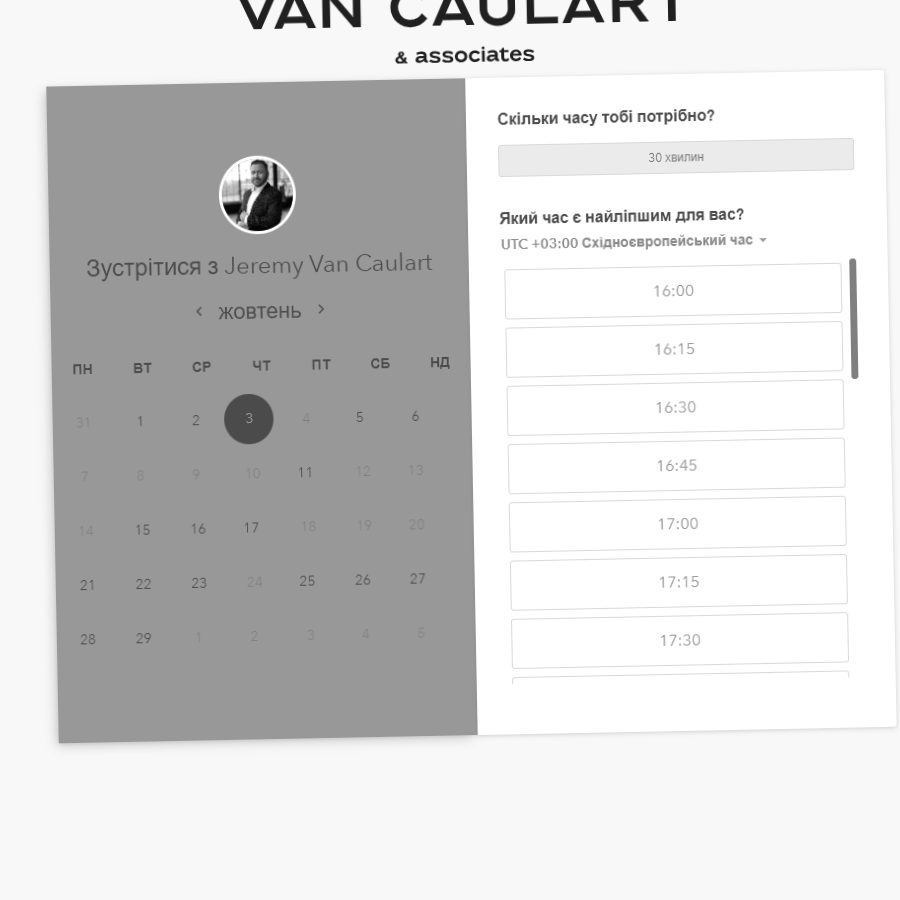 VAN CAULART
& associates
Зустрітися з Jeremy Van Caulart
жовтень
ПН ВТ СР ЧТ ПТ СБ НД
31 1 2 3 4 5 6
7 8 9 10 11 12 13
14 15 16 17 18 19 20
21 22 23 24 25 26 27
28 29 1 2 3 4 5
Скільки часу тобі потрібно?
30 хвилин
Який час є найліпшим для вас?
UTC +03:00 Східноєвропейський час
16:00
16:15
16:30
16:45
17:00
17:15
17:30